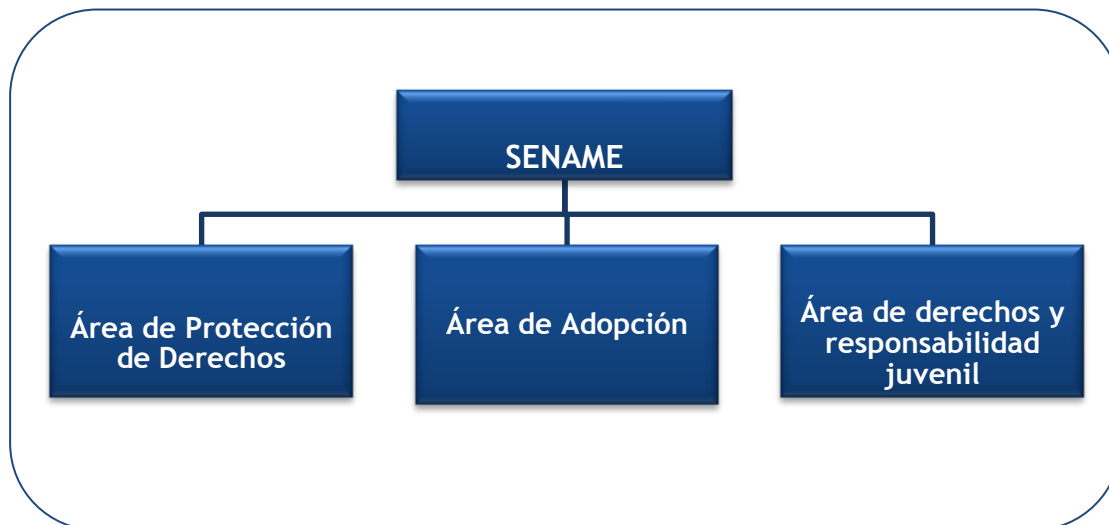 SENAME
Área de Protección
de Derechos
Área de Adopción
Área de derechos y
responsabilidad
juvenil